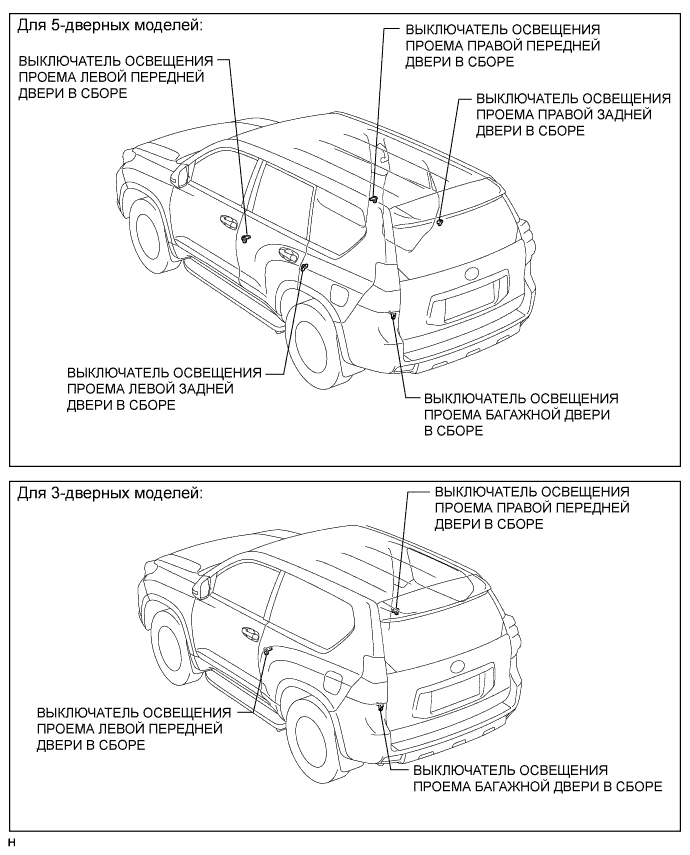 Для 5-дверных моделей:
ВЫКЛЮЧАТЕЛЬ ОСВЕЩЕНИЯ
ПРОЕМА ПРАВОЙ ПЕРЕДНЕЙ
ДВЕРИ В СБОРЕ
ВЫКЛЮЧАТЕЛЬ ОСВЕЩЕНИЯ
ПРОЕМА ЛЕВОЙ ПЕРЕДНЕЙ
ДВЕРИ В СБОРЕ
ВЫКЛЮЧАТЕЛЬ ОСВЕЩЕНИЯ
ПРОЕМА ПРАВОЙ ЗАДНЕЙ
ДВЕРИ В СБОРЕ
ВЫКЛЮЧАТЕЛЬ ОСВЕЩЕНИЯ
ПРОЕМА ЛЕВОЙ ЗАДНЕЙ
ДВЕРИ В СБОРЕ
ВЫКЛЮЧАТЕЛЬ ОСВЕЩЕНИЯ
ПРОЕМА БАГАЖНОЙ ДВЕРИ
В СБОРЕ
Для 3-дверных моделей:
ВЫКЛЮЧАТЕЛЬ ОСВЕЩЕНИЯ
ПРОЕМА ПРАВОЙ ПЕРЕДНЕЙ
ДВЕРИ В СБОРЕ
ВЫКЛЮЧАТЕЛЬ ОСВЕЩЕНИЯ
ПРОЕМА ЛЕВОЙ ПЕРЕДНЕЙ
ДВЕРИ В СБОРЕ
ВЫКЛЮЧАТЕЛЬ ОСВЕЩЕНИЯ
ПРОЕМА БАГАЖНОЙ ДВЕРИ В СБОРЕ
Н